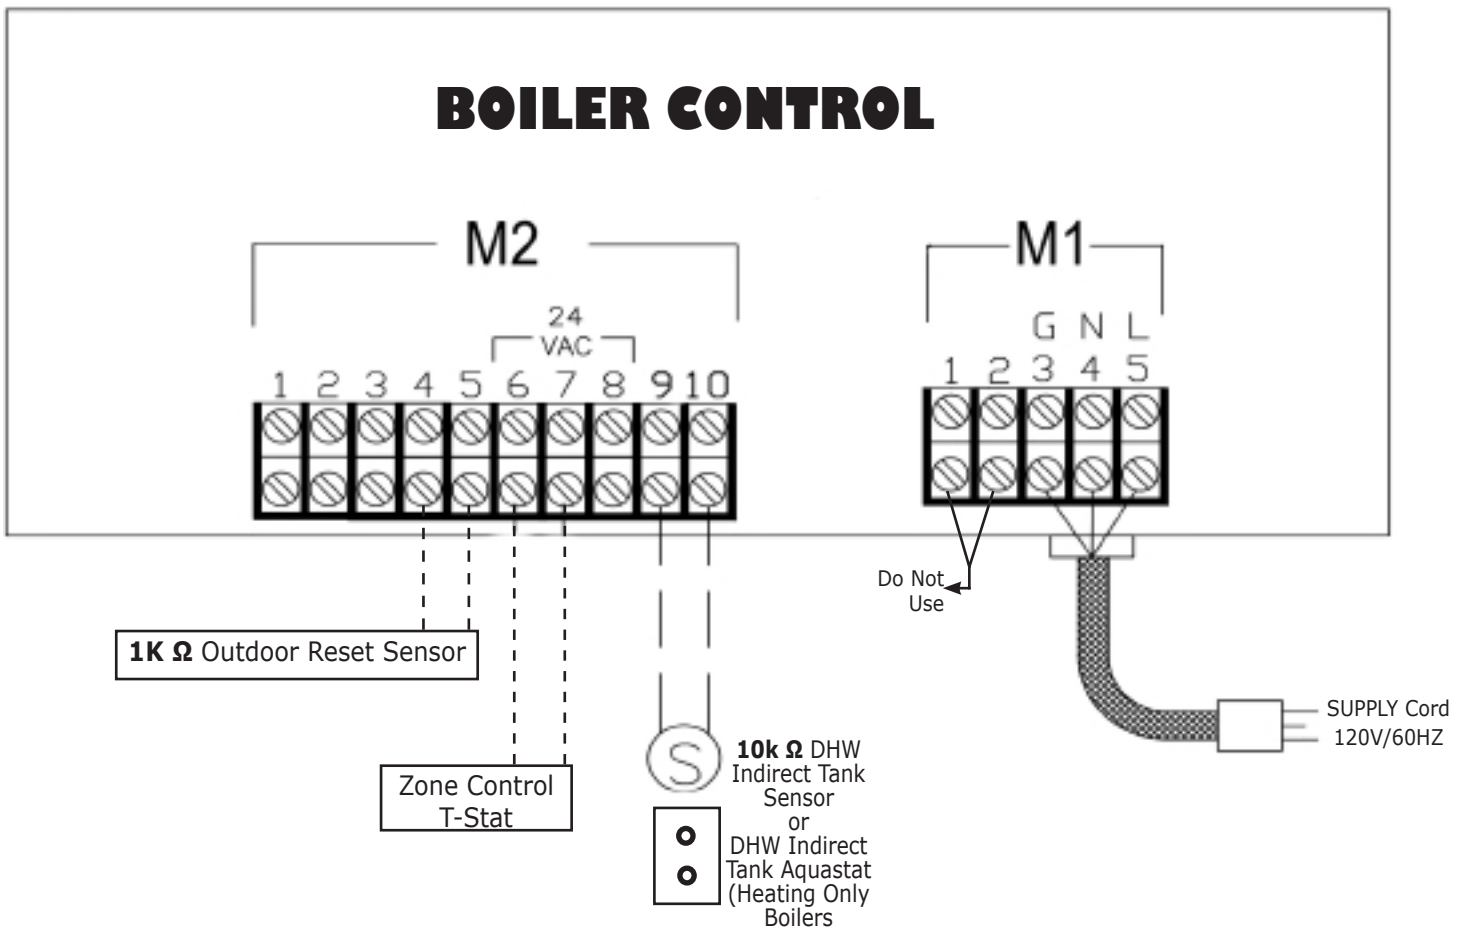 BOILER CONTROL
M2
M1
24
VAC
G N L
1 2 3 4 5 6 7 8 9 10
1 2 3 4 5
Do Not
Use
1K Ω Outdoor Reset Sensor
SUPPLY Cord
120V/60HZ
Zone Control
T-Stat
S
10k Ω DHW
Indirect Tank
Sensor
or
DHW Indirect
Tank Aquastat
(Heating Only
Boilers